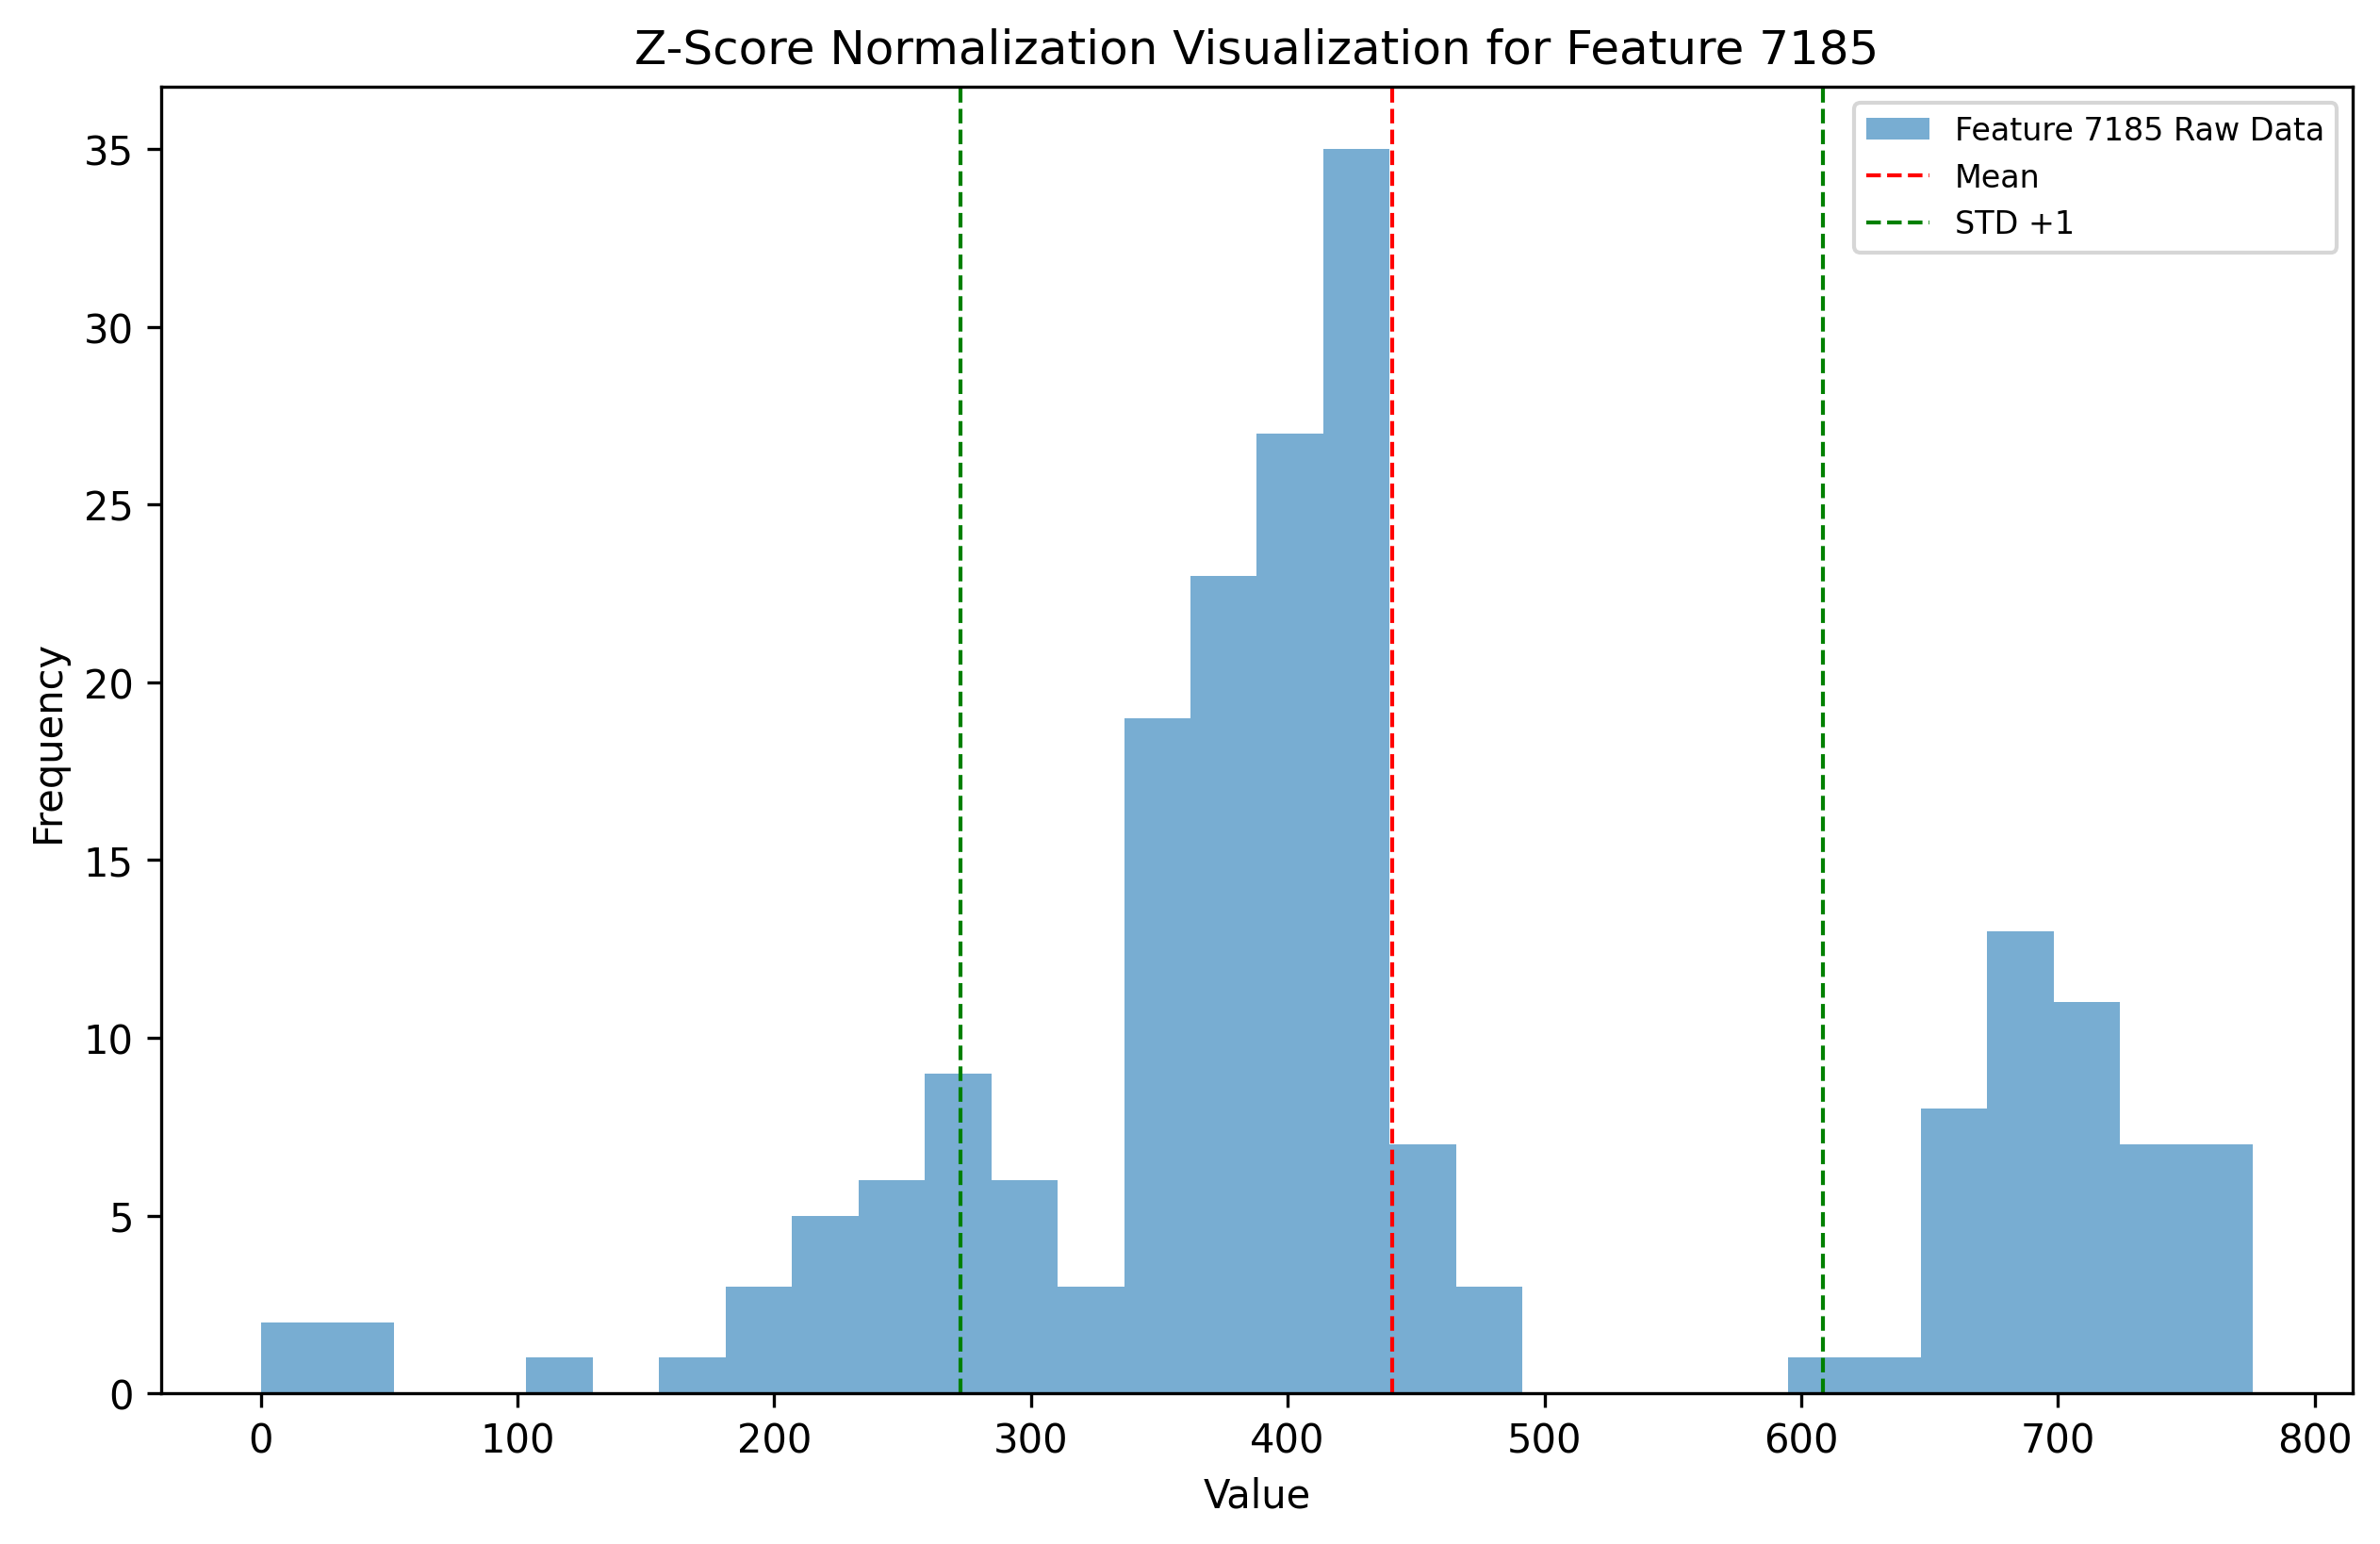 Z-Score Normalization Visualization for Feature 7185
Feature 7185 Raw Data
Mean
STD +1
35
30
25
20
15
10
5
0
Frequency
0 100 200 300 400 500 600 700 800
Value